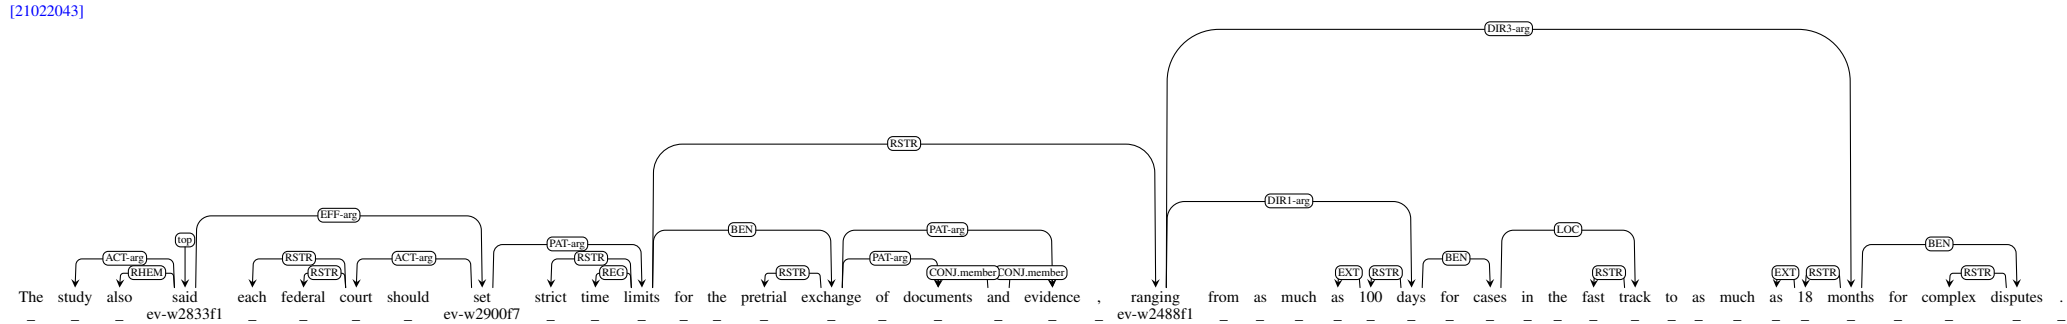 [21022043]
DIR3-arg
RSTR
DIR1-arg
EFF-arg
BEN PAT-arg LOC
top
PAT-arg BEN
ACT-arg RSTR ACT-arg RSTR PAT-arg BEN
RHEM RSTR REG RSTR CONJ.member CONJ.member EXT RSTR RSTR EXT RSTR RSTR
The study also said each federal court should set strict time limits for the pretrial exchange of documents and evidence , ranging from as much as 100 days for cases in the fast track to as much as 18 months for complex disputes .
_ _ _ ev-w2833f1 _ _ _ _ ev-w2900f7 _ _ _ _ _ _ _ _ _ _ _ _ ev-w2488f1 _ _ _ _ _ _ _ _ _ _ _ _ _ _ _ _ _ _ _ _ _ _